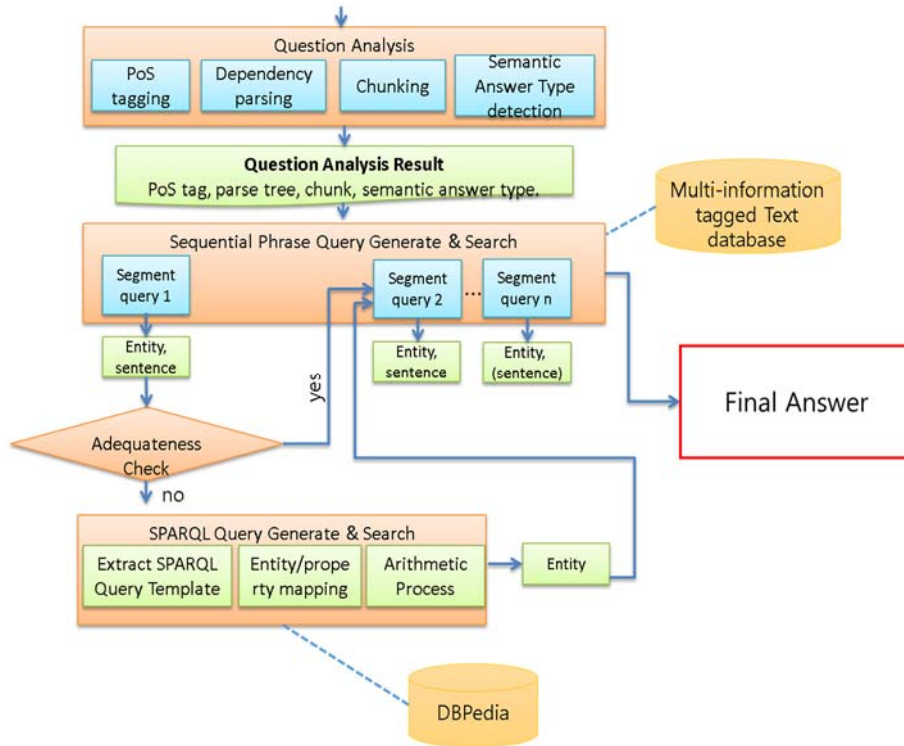 Question Analysis
PoS
tagging
Dependency
parsing
Chunking
Semantic
Answer Type
detection
Question Analysis Result
PoS tag, parse tree, chunk, semantic answer type.
Multi-information
tagged Text
database
Sequential Phrase Query Generate & Search
Segment
query 1
Segment
query 2
...
Segment
query n
Entity,
sentence
yes
Entity,
sentence
Entity,
(sentence)
Final Answer
Adequateness
Check
no
SPARQL Query Generate & Search
Extract SPARQL
Query Template
Entity/prope
rty mapping
Arithmetic
Process
Entity
DBPedia